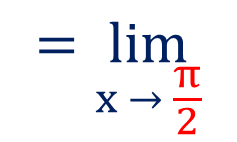 = lim
x → π/2